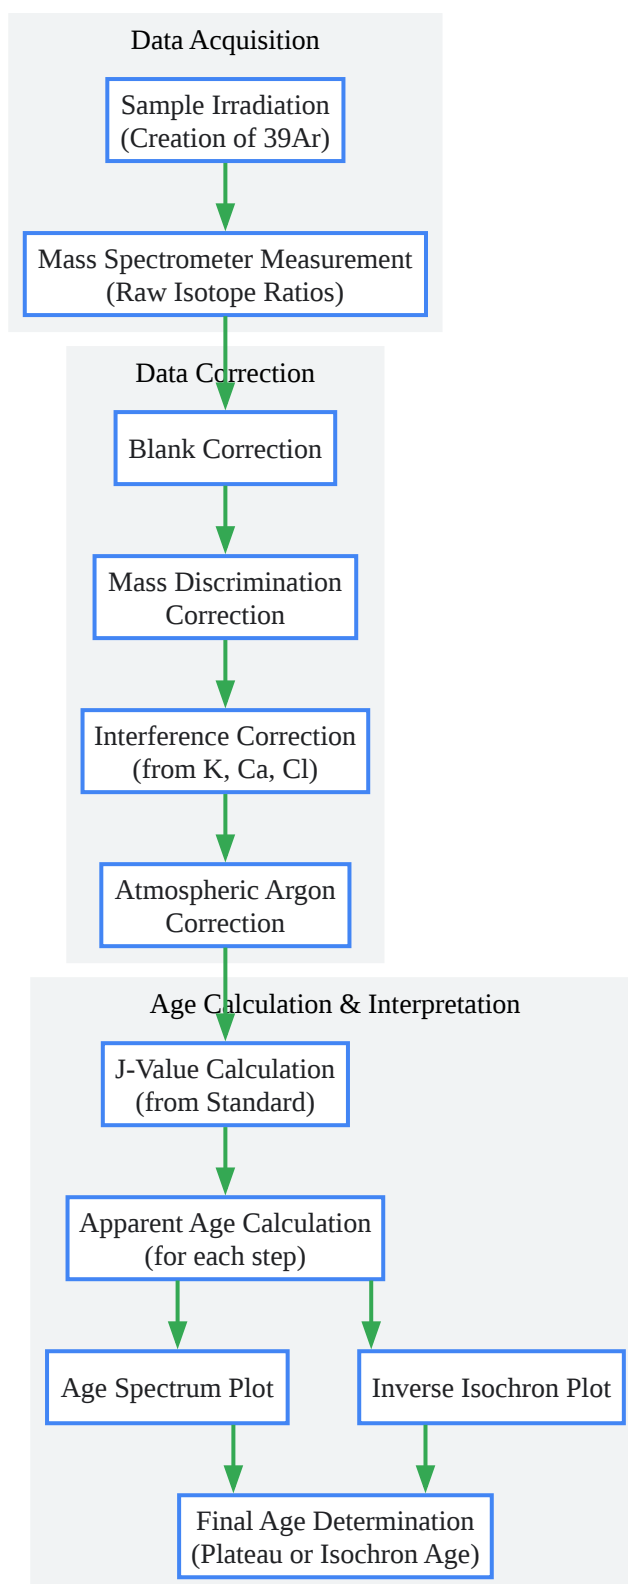 Data Acquisition
Sample Irradiation
(Creation of 39Ar)
Mass Spectrometer Measurement
(Raw Isotope Ratios)
Data Correction
Blank Correction
Mass Discrimination
Correction
Interference Correction
(from K, Ca, Cl)
Atmospheric Argon
Correction
Age Calculation & Interpretation
J-Value Calculation
(from Standard)
Apparent Age Calculation
(for each step)
Age Spectrum Plot
Inverse Isochron Plot
Final Age Determination
(Plateau or Isochron Age)